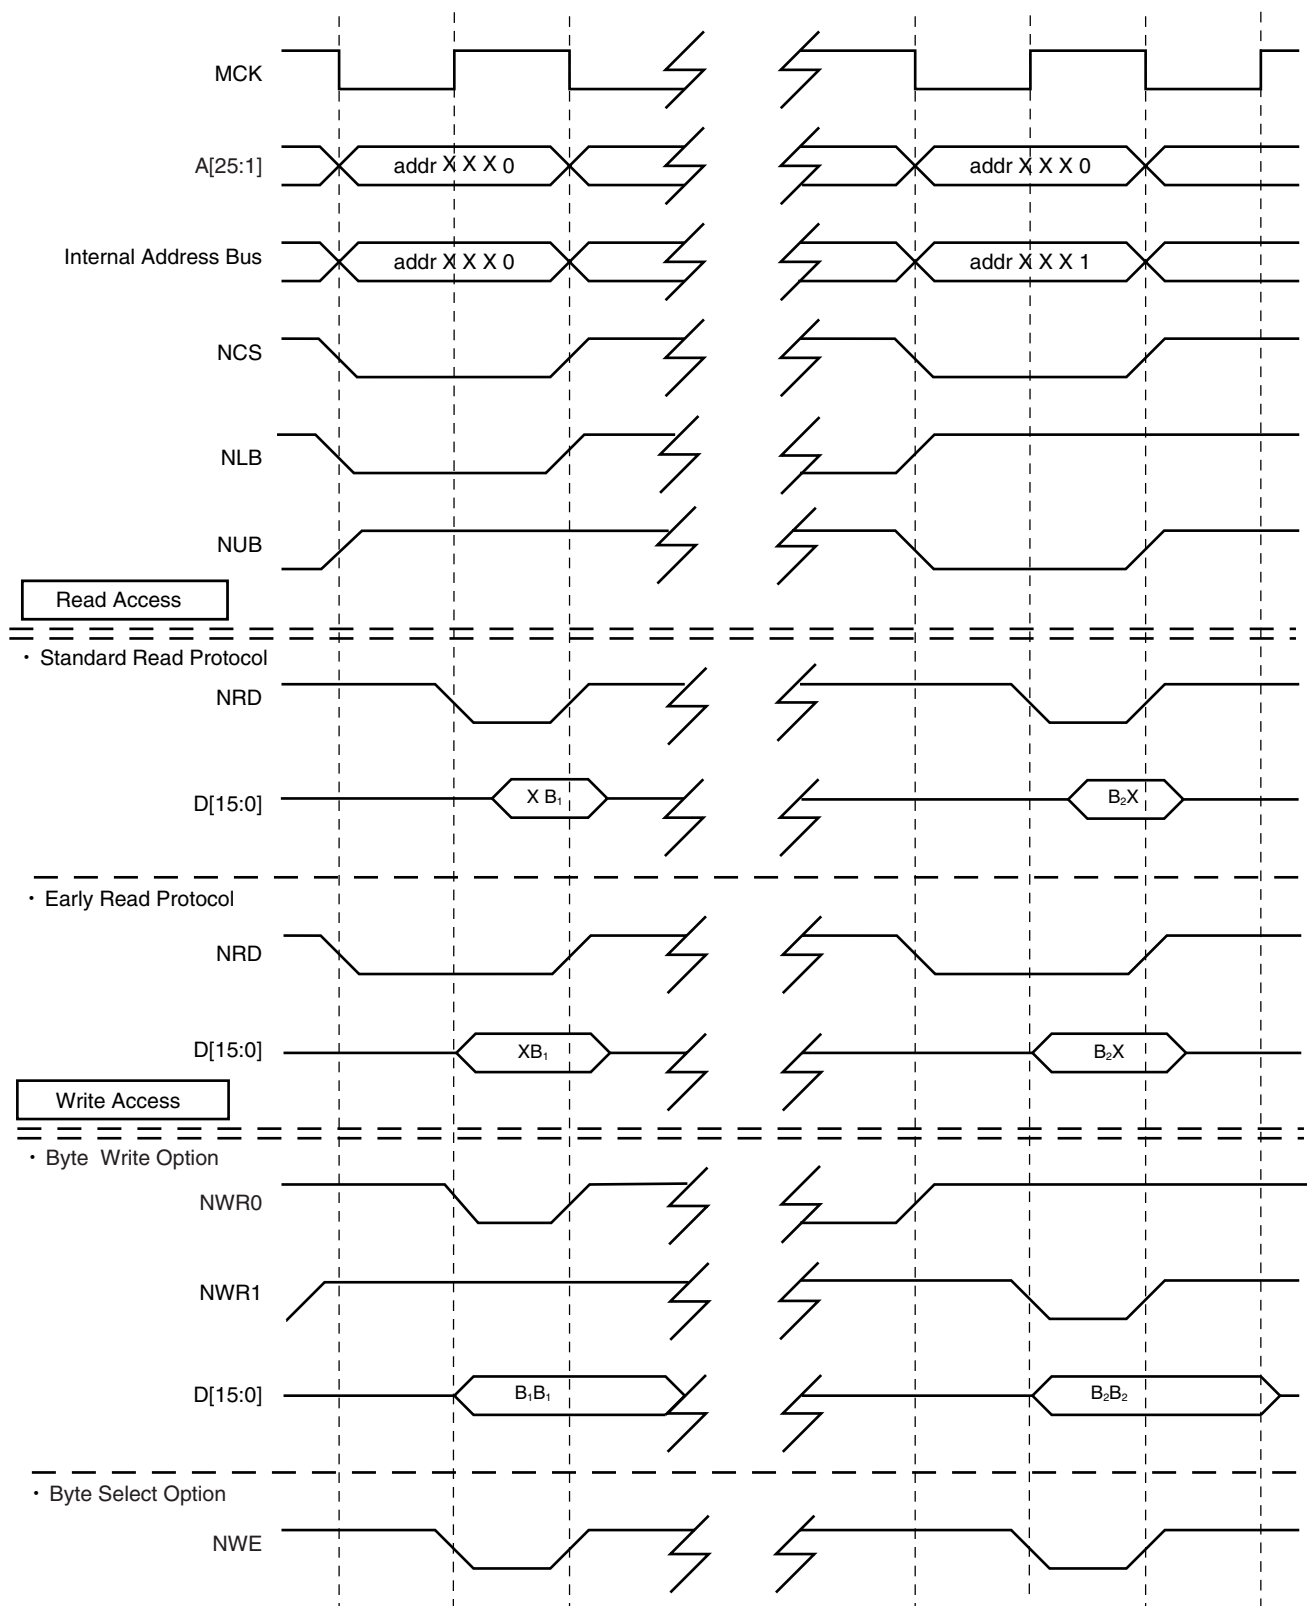 MCK
A[25:1]
addr X X X 0
addr X X X 0
Internal Address Bus
addr X X X 0
addr X X X 1
NCS
NLB
NUB
Read Access
· Standard Read Protocol
NRD
D[15:0]
X B₁
B₂X
· Early Read Protocol
NRD
D[15:0]
XB₁
B₂X
Write Access
· Byte Write Option
NWR0
NWR1
D[15:0]
B₁B₁
B₂B₂
· Byte Select Option
NWE